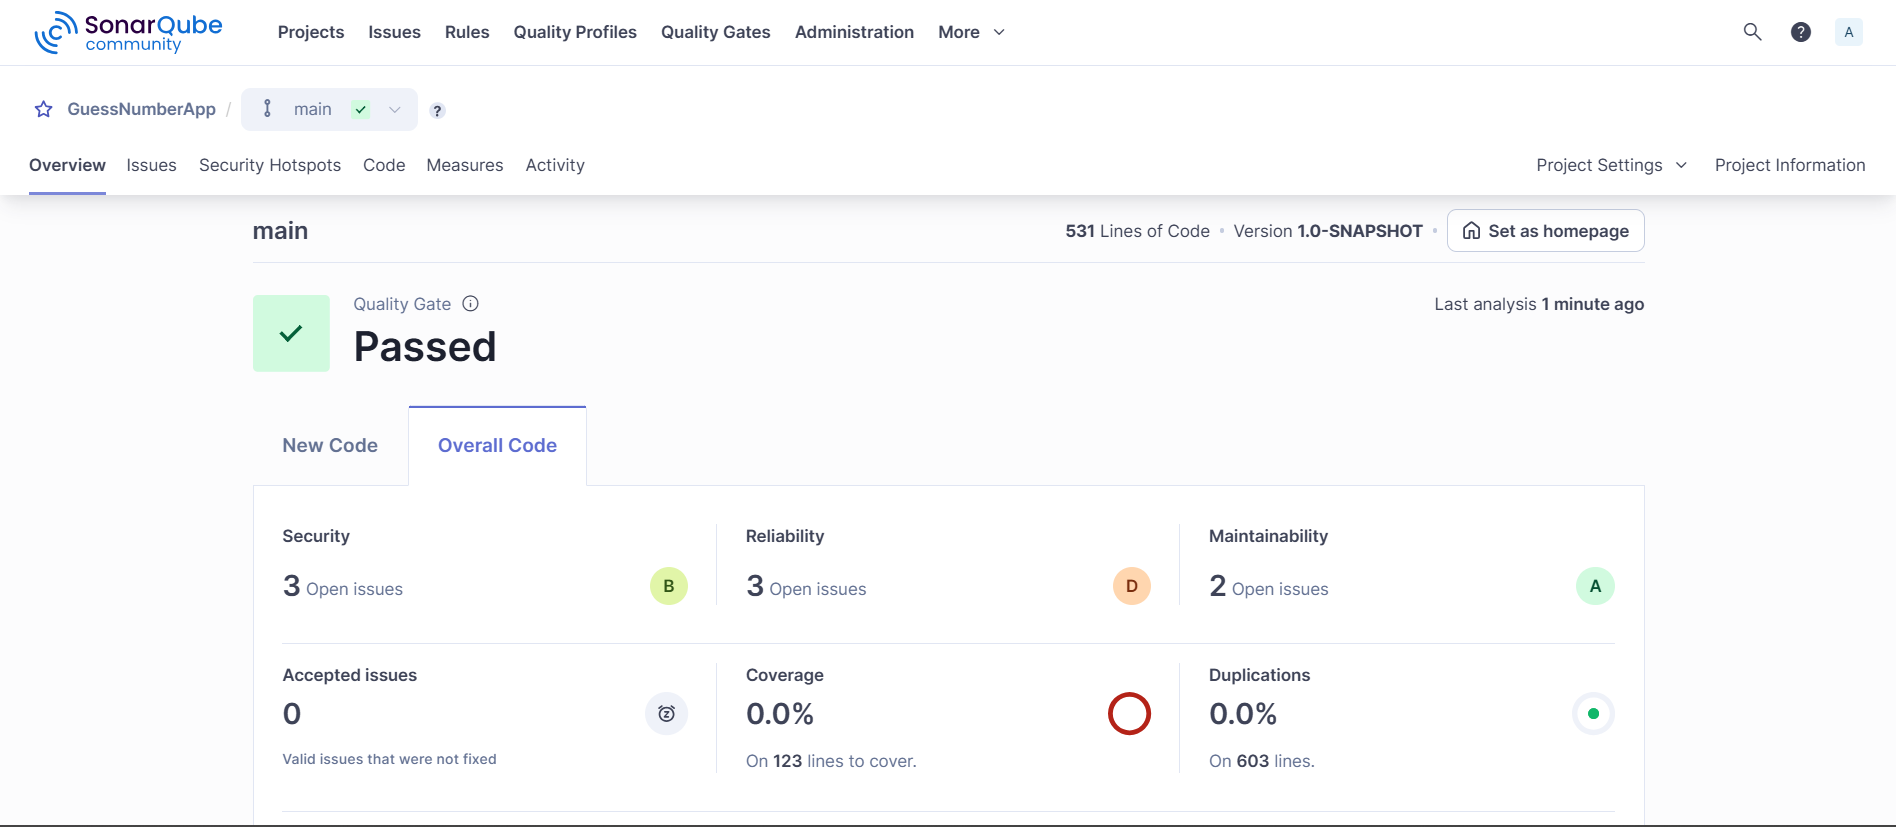 SonarQube community Projects Issues Rules Quality Profiles Quality Gates Administration More ? A
GuessNumberApp / main ?
Overview Issues Security Hotspots Code Measures Activity Project Settings Project Information
main 531 Lines of Code • Version 1.0-SNAPSHOT • Set as homepage
Quality Gate Last analysis 1 minute ago
Passed
New Code Overall Code
Security Reliability Maintainability
3 Open issues B 3 Open issues D 2 Open issues A
Accepted issues Coverage Duplications
0 0.0% 0.0%
Valid issues that were not fixed On 123 lines to cover. On 603 lines.